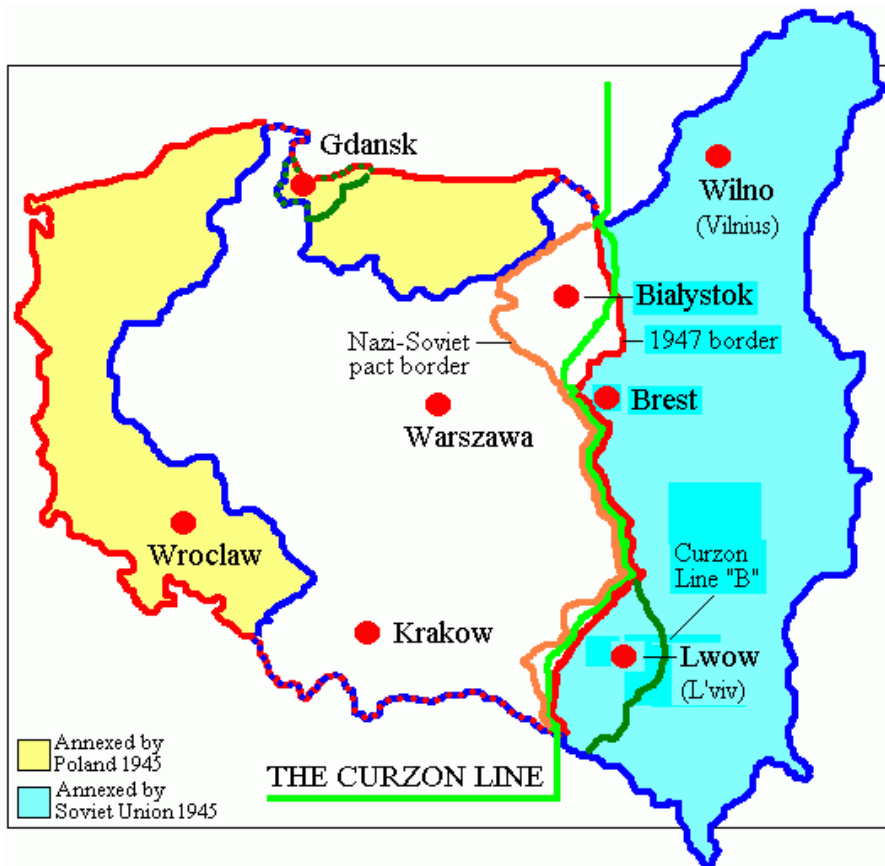 Gdansk
Wilno
(Vilnius)
Bialystok
Nazi-Soviet
pact border
1947 border
Brest
Warszawa
Wroclaw
Curzon
Line "B"
Krakow
Lwow
(L'viv)
Annexed by
Poland 1945
THE CURZON LINE
Annexed by
Soviet Union 1945